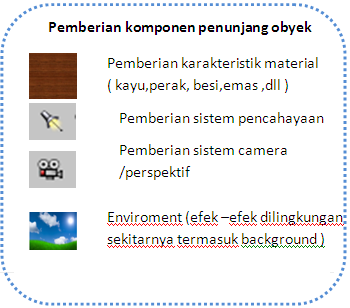 Pemberian komponen penunjang obyek
Pemberian karakteristik material
( kayu,perak, besi,emas ,dll )
Pemberian sistem pencahayaan
Pemberian sistem camera
/perspektif
Enviroment (efek –efek dilingkungan
sekitarnya termasuk background )